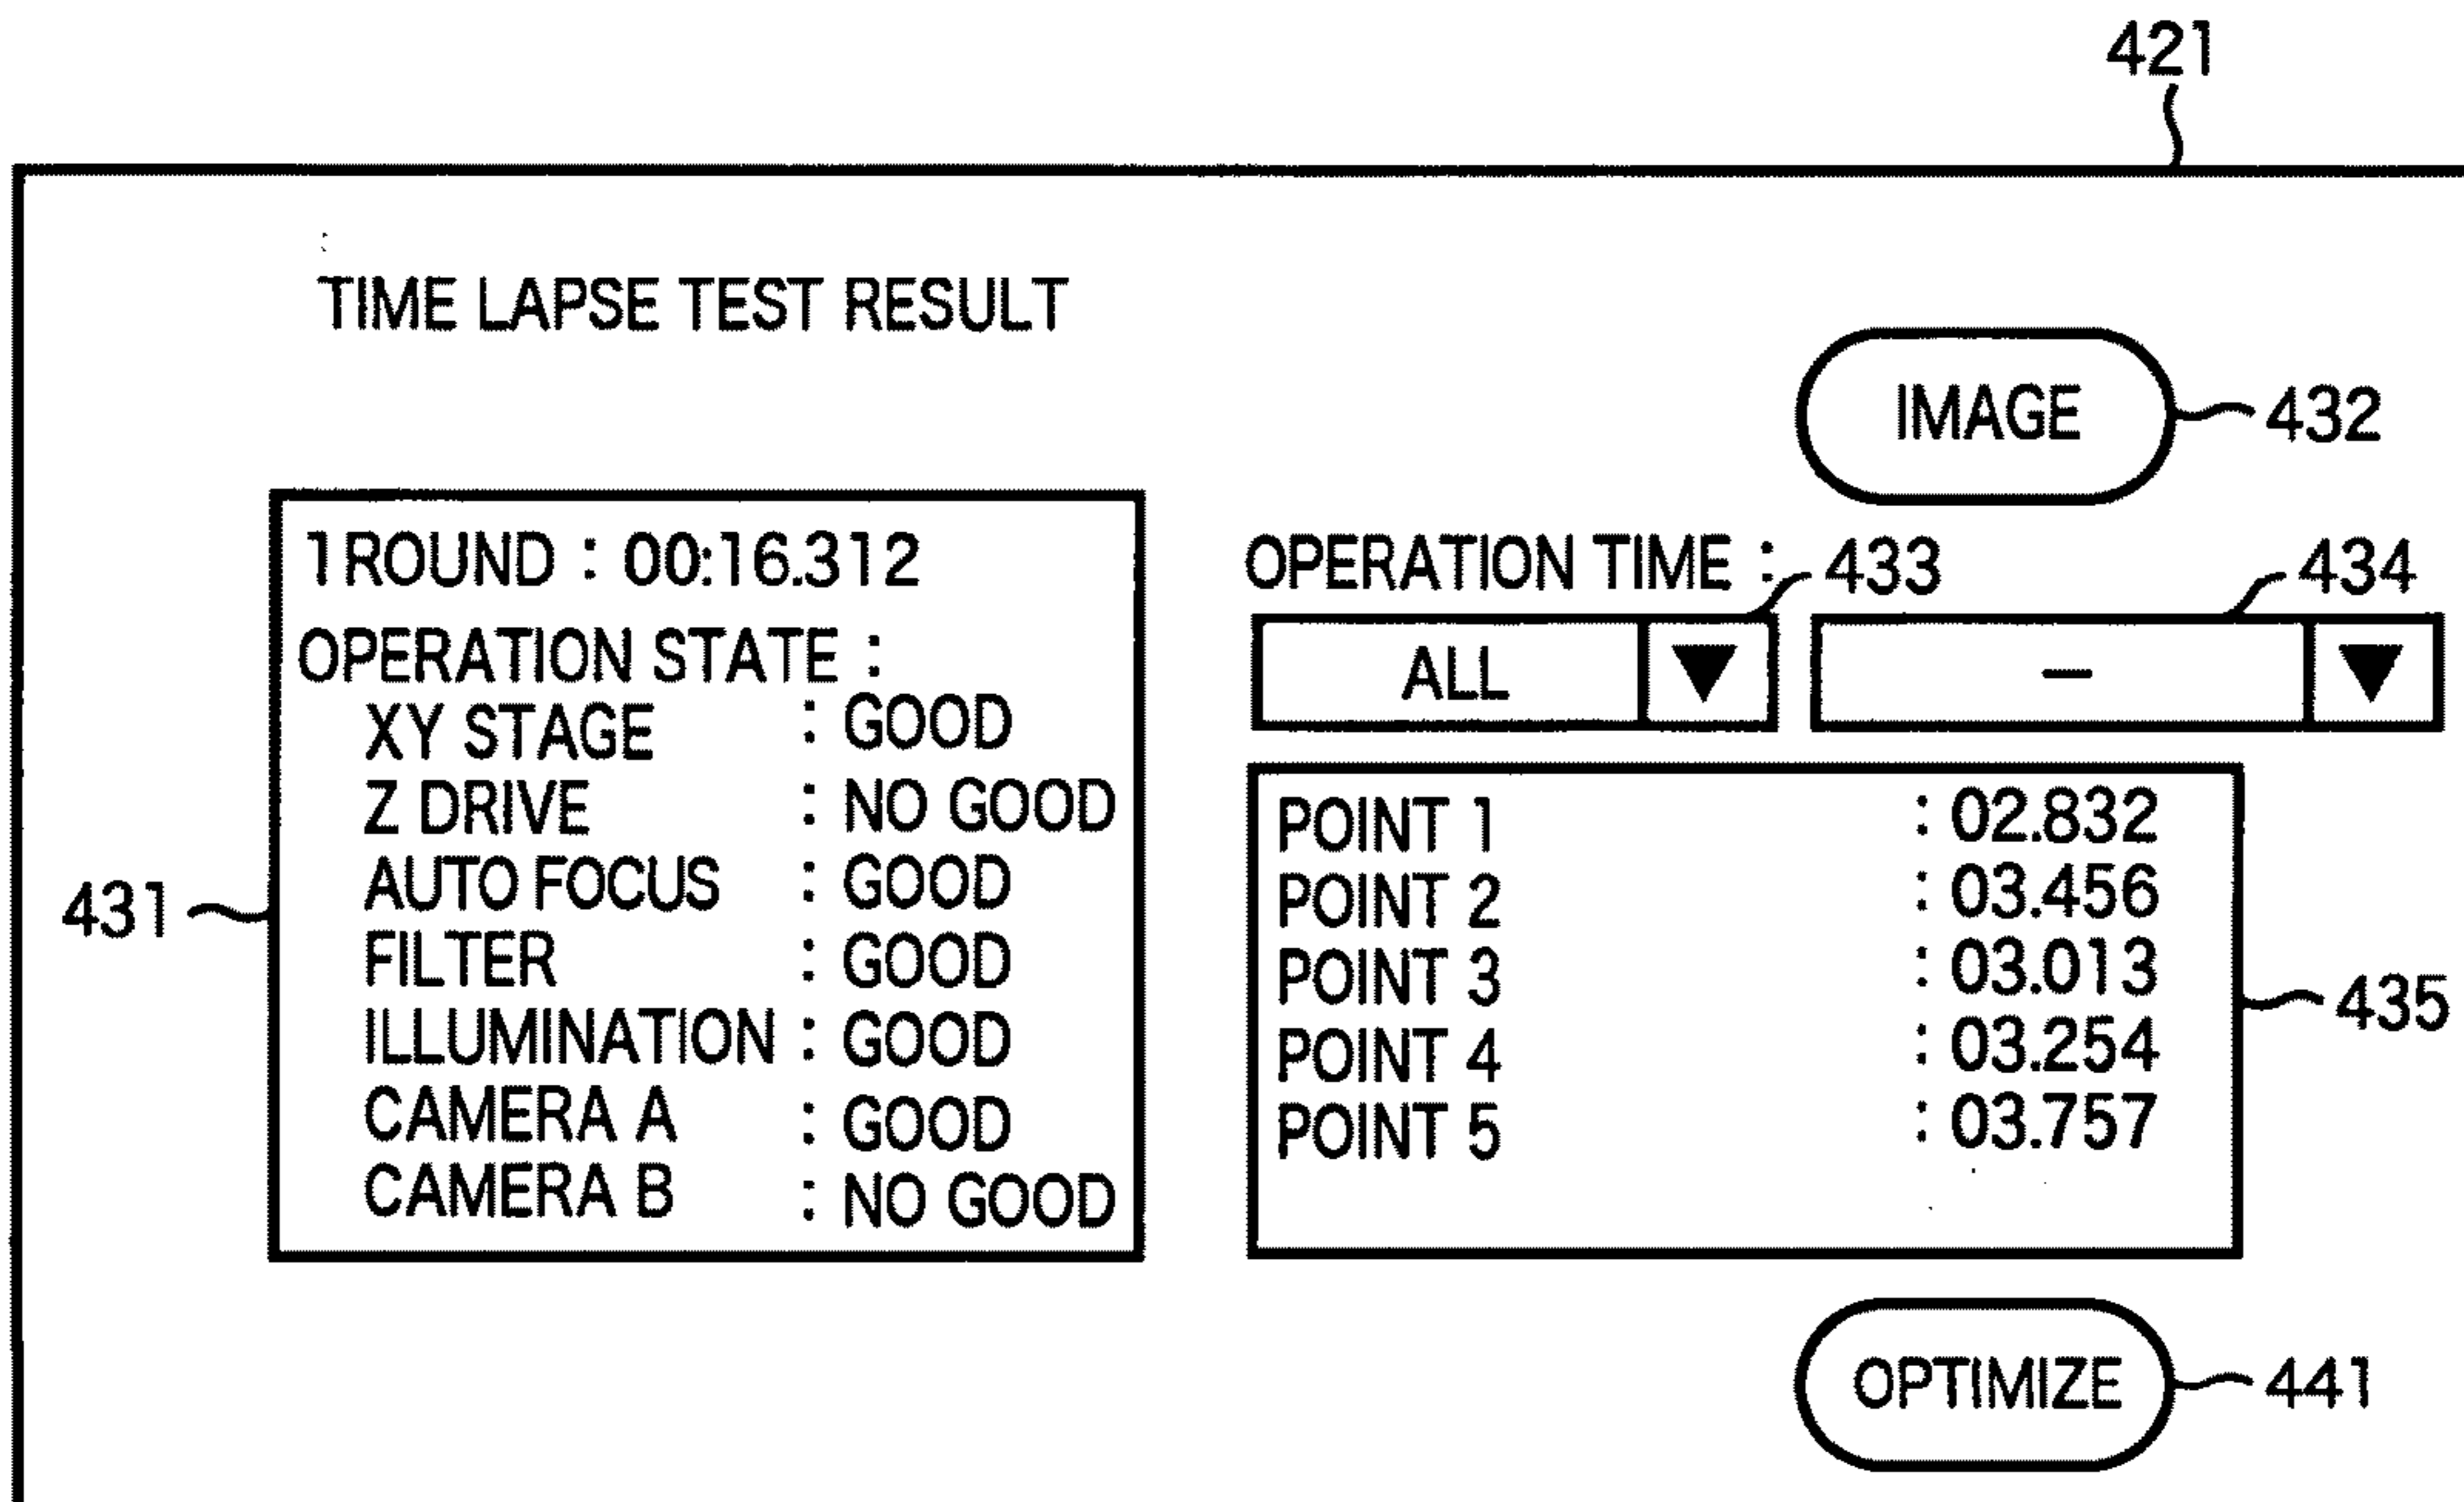 421
TIME LAPSE TEST RESULT
IMAGE 432
1 ROUND : 00:16.312
OPERATION STATE :
XY STAGE : GOOD
Z DRIVE : NO GOOD
AUTO FOCUS : GOOD
FILTER : GOOD
ILLUMINATION : GOOD
CAMERA A : GOOD
CAMERA B : NO GOOD
431
OPERATION TIME : 433 434
ALL ▼ – ▼
POINT 1 : 02.832
POINT 2 : 03.456
POINT 3 : 03.013
POINT 4 : 03.254
POINT 5 : 03.757
435
OPTIMIZE 441